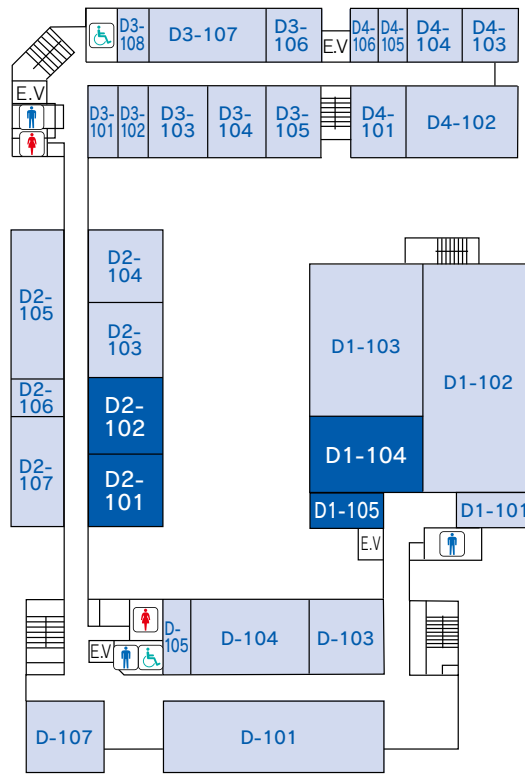 D3-
108
D3-107
D3-
106
E.V
D4-
106
D4-
105
D4-
104
D4-
103
E.V
D3-
101
D3-
102
D3-
103
D3-
104
D3-
105
D4-
101
D4-102
D2-
105
D2-
104
D2-
103
D2-
106
D2-
102
D2-
107
D2-
101
D1-103
D1-102
D1-104
D1-105
D1-101
E.V
D-
105
D-104
D-103
E.V
D-107
D-101